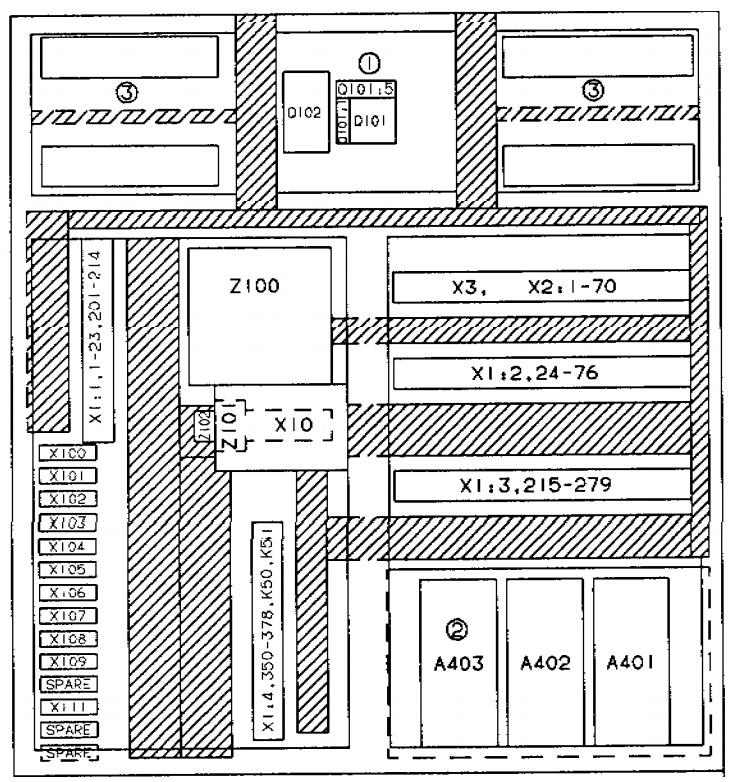 ①
③
③
Q101:5
Q102
Q101:1
Q101
X1:1,1-23,201-214
Z100
X3, X2:1-70
X1:2,24-76
Z102
Z101
X10
X100
X101
X102
X103
X104
X105
X106
X107
X108
X109
SPARE
X111
SPARE
SPARE
X1:3,215-279
X1:4,350-378,K50,K51
②
A403
A402
A401